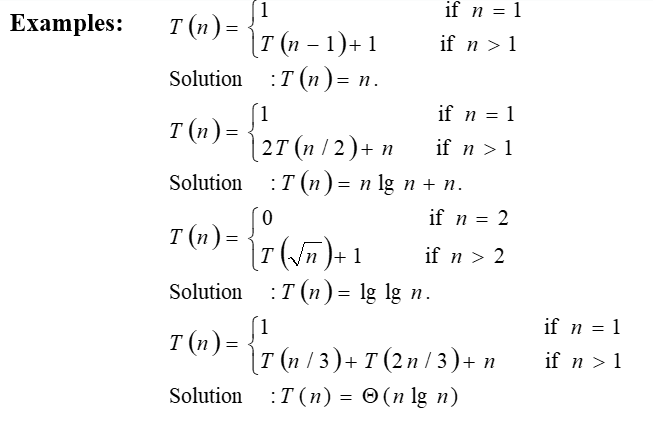 Examples: T(n) = { 1 if n = 1
T(n − 1) + 1 if n > 1
Solution : T(n) = n.
T(n) = { 1 if n = 1
2T(n / 2) + n if n > 1
Solution : T(n) = n lg n + n.
T(n) = { 0 if n = 2
T(√n) + 1 if n > 2
Solution : T(n) = lg lg n.
T(n) = { 1 if n = 1
T(n / 3) + T(2n / 3) + n if n > 1
Solution : T(n) = Θ(n lg n)